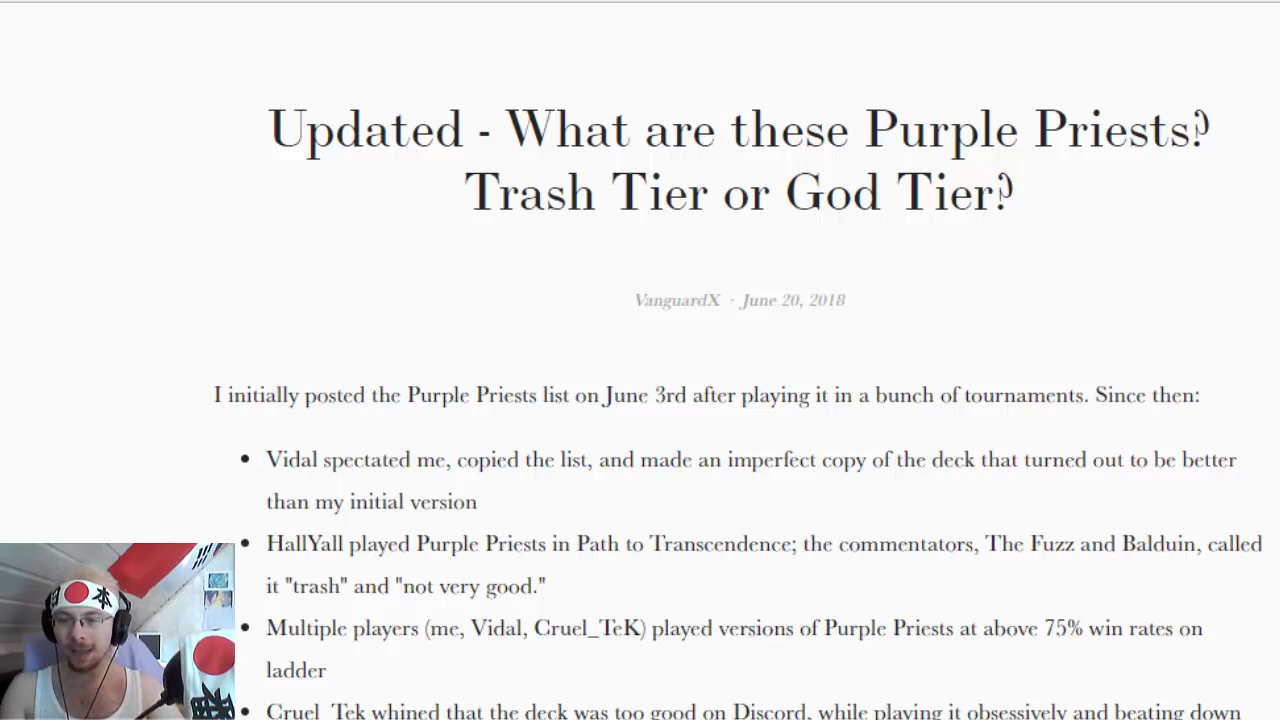 Updated - What are these Purple Priests?
Trash Tier or God Tier?
VanguardX · June 20, 2018
I initially posted the Purple Priests list on June 3rd after playing it in a bunch of tournaments. Since then:
• Vidal spectated me, copied the list, and made an imperfect copy of the deck that turned out to be better
than my initial version
• HallYall played Purple Priests in Path to Transcendence; the commentators, The Fuzz and Balduin, called
it "trash" and "not very good."
• Multiple players (me, Vidal, Cruel_TeK) played versions of Purple Priests at above 75% win rates on
ladder
• Cruel_Tek whined that the deck was too good on Discord, while playing it obsessively and beating down
本